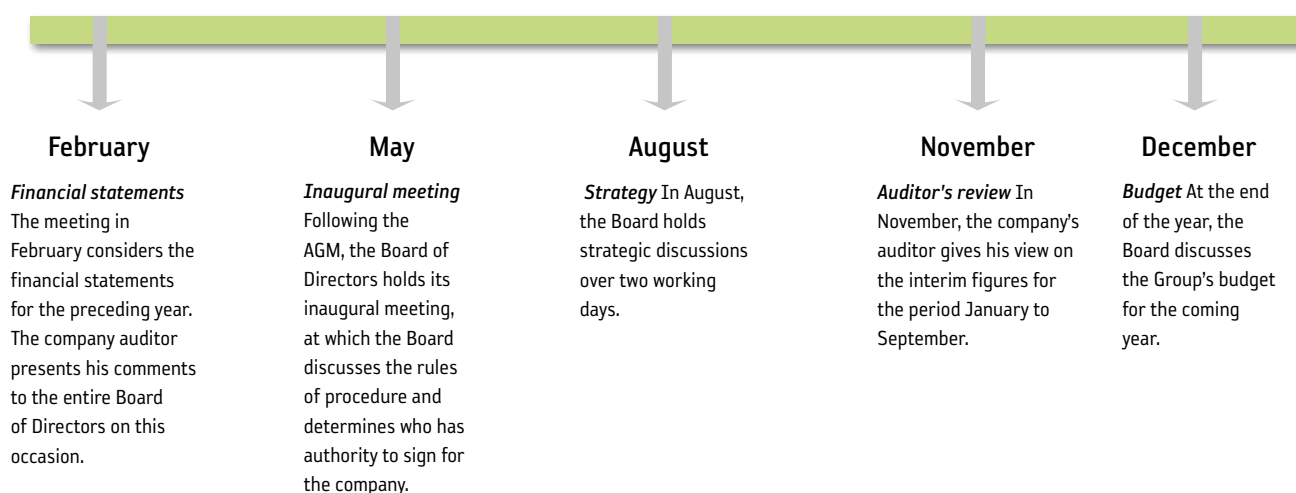 February
Financial statements
The meeting in
February considers the
financial statements
for the preceding year.
The company auditor
presents his comments
to the entire Board
of Directors on this
occasion.
May
Inaugural meeting
Following the
AGM, the Board of
Directors holds its
inaugural meeting,
at which the Board
discusses the rules
of procedure and
determines who has
authority to sign for
the company.
August
Strategy In August,
the Board holds
strategic discussions
over two working
days.
November
Auditor's review In
November, the company's
auditor gives his view on
the interim figures for
the period January to
September.
December
Budget At the end
of the year, the
Board discusses
the Group's budget
for the coming
year.